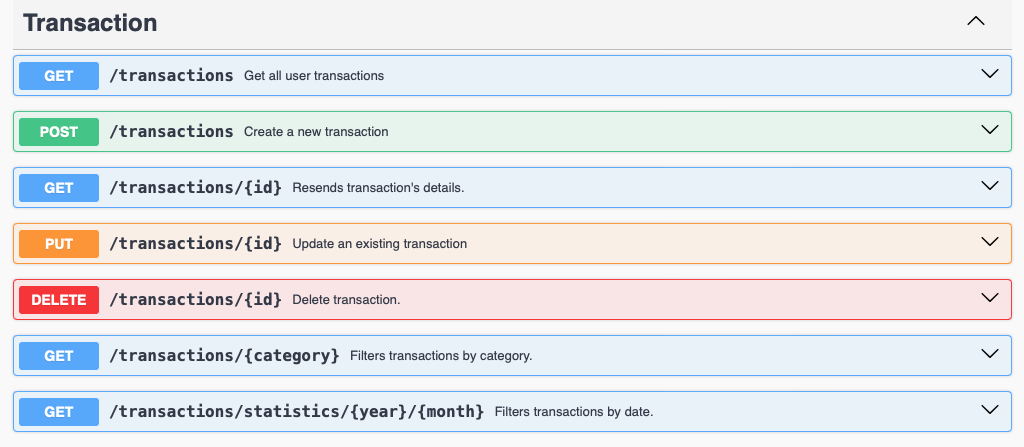 Transaction
GET /transactions Get all user transactions
POST /transactions Create a new transaction
GET /transactions/{id} Resends transaction's details.
PUT /transactions/{id} Update an existing transaction
DELETE /transactions/{id} Delete transaction.
GET /transactions/{category} Filters transactions by category.
GET /transactions/statistics/{year}/{month} Filters transactions by date.